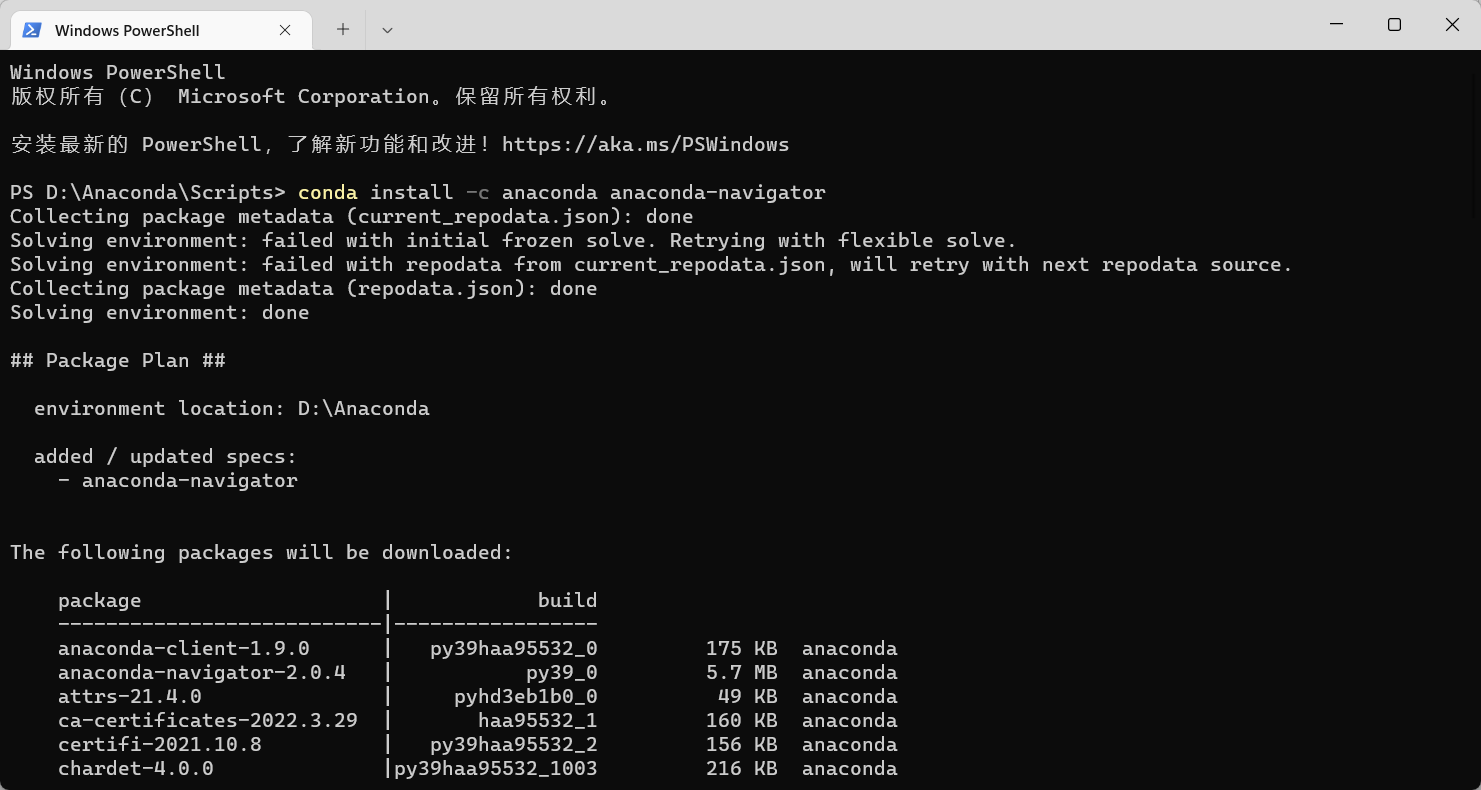 Windows PowerShell
Windows PowerShell
版权所有 (C) Microsoft Corporation。保留所有权利。
安装最新的 PowerShell,了解新功能和改进!https://aka.ms/PSWindows
PS D:\Anaconda\Scripts> conda install -c anaconda anaconda-navigator
Collecting package metadata (current_repodata.json): done
Solving environment: failed with initial frozen solve. Retrying with flexible solve.
Solving environment: failed with repodata from current_repodata.json, will retry with next repodata source.
Collecting package metadata (repodata.json): done
Solving environment: done
## Package Plan ##
environment location: D:\Anaconda
added / updated specs:
- anaconda-navigator
The following packages will be downloaded:
package | build
---------------------------|-----------------
anaconda-client-1.9.0 | py39haa95532_0 175 KB anaconda
anaconda-navigator-2.0.4 | py39_0 5.7 MB anaconda
attrs-21.4.0 | pyhd3eb1b0_0 49 KB anaconda
ca-certificates-2022.3.29 | haa95532_1 160 KB anaconda
certifi-2021.10.8 | py39haa95532_2 156 KB anaconda
chardet-4.0.0 |py39haa95532_1003 216 KB anaconda